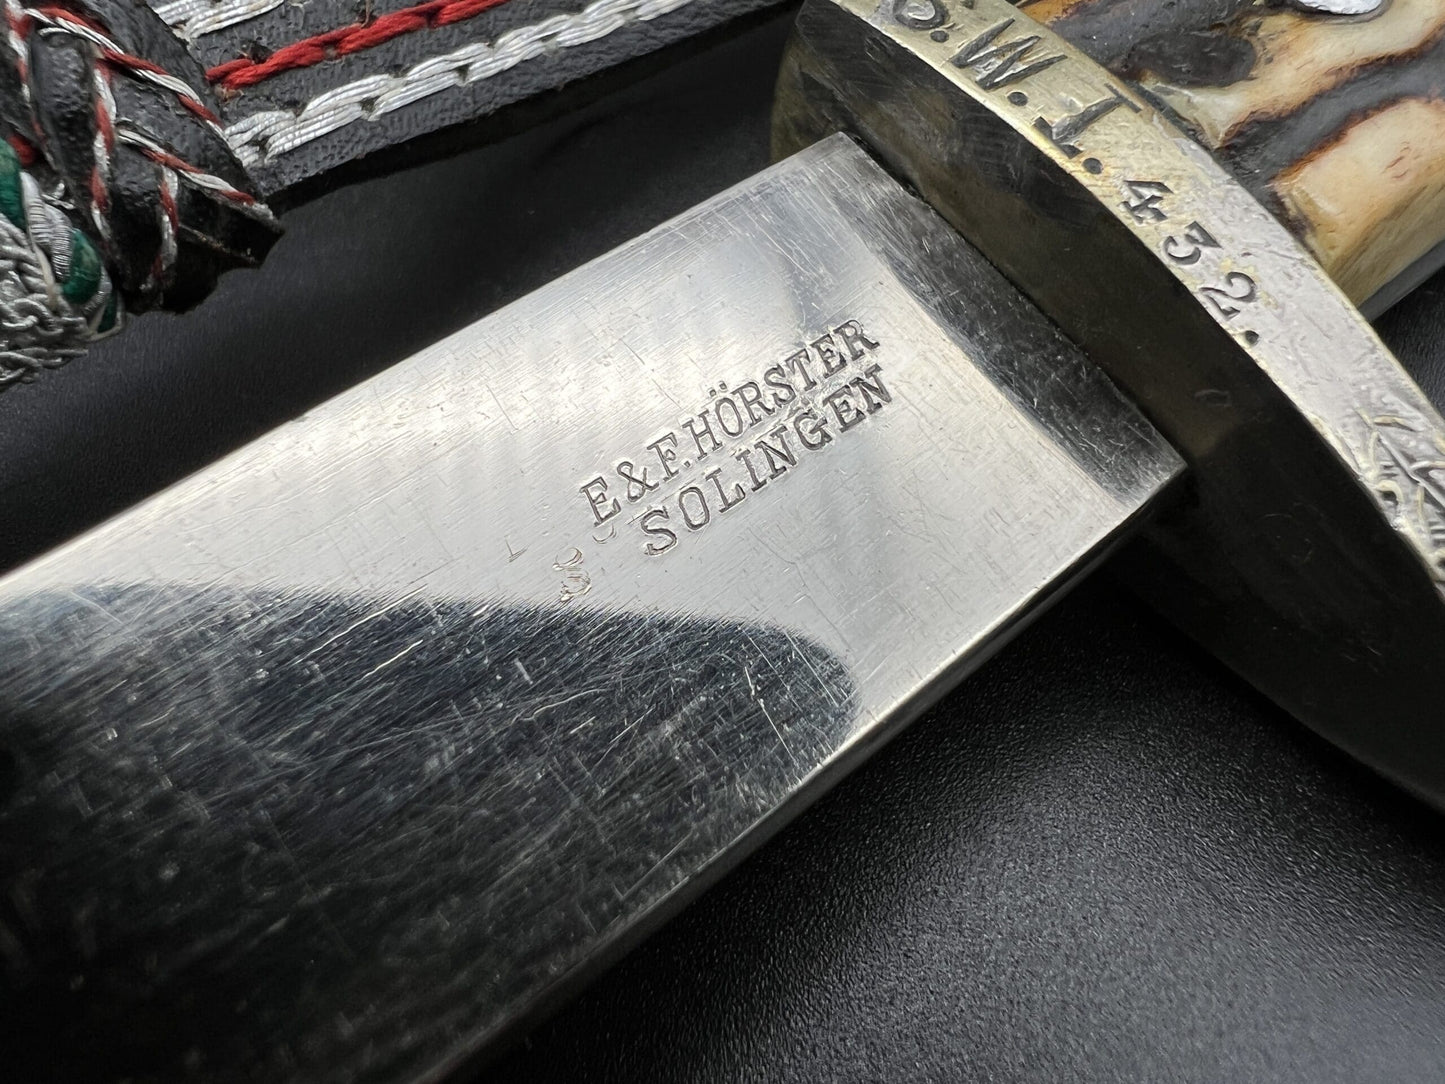 W. I. 432.
E & F. HÖRSTER
SOLINGEN